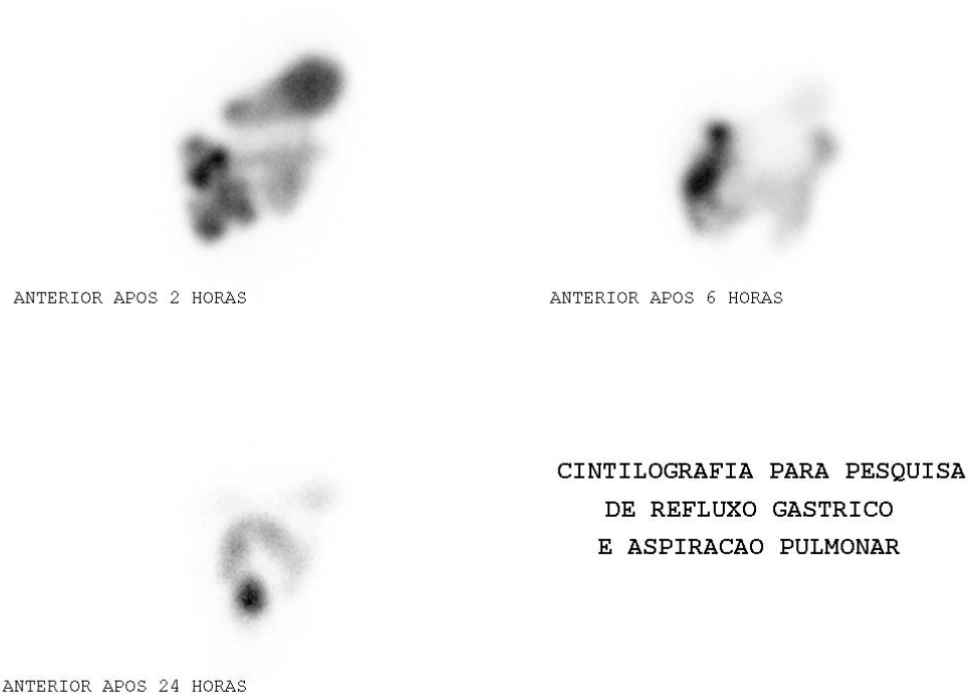 ANTERIOR APOS 2 HORAS
ANTERIOR APOS 6 HORAS
CINTILOGRAFIA PARA PESQUISA
DE REFLUXO GASTRICO
E ASPIRACAO PULMONAR
ANTERIOR APOS 24 HORAS